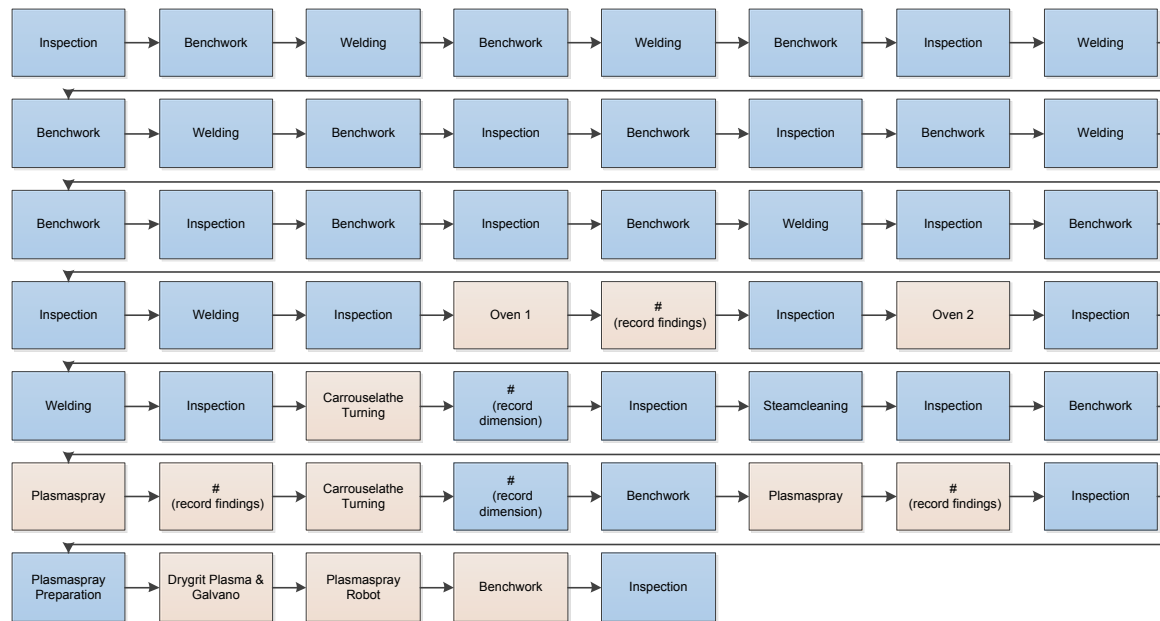 Inspection
Benchwork
Welding
Benchwork
Welding
Benchwork
Inspection
Welding
Benchwork
Welding
Benchwork
Inspection
Benchwork
Inspection
Benchwork
Welding
Benchwork
Inspection
Benchwork
Inspection
Benchwork
Welding
Inspection
Benchwork
Inspection
Welding
Inspection
Oven 1
#
(record findings)
Inspection
Oven 2
Inspection
Welding
Inspection
Carrouselathe
Turning
#
(record
dimension)
Inspection
Steamcleaning
Inspection
Benchwork
Plasmaspray
#
(record findings)
Carrouselathe
Turning
#
(record
dimension)
Benchwork
Plasmaspray
#
(record findings)
Inspection
Plasmaspray
Preparation
Drygrit Plasma &
Galvano
Plasmaspray
Robot
Benchwork
Inspection